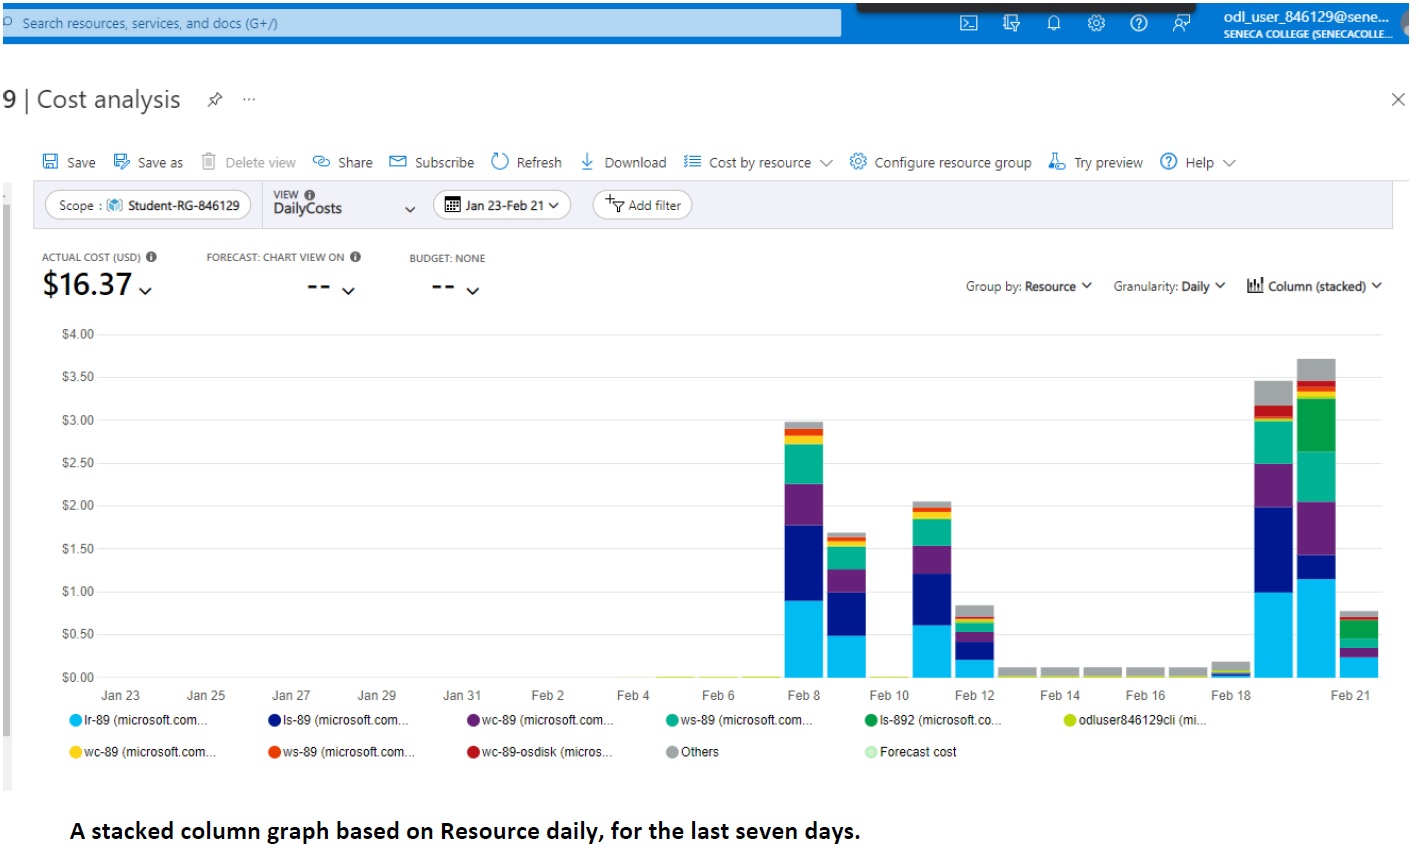 Search resources, services, and docs (G+/)
odl_user_846129@sene...
SENECA COLLEGE (SENECACOLLE...
9 | Cost analysis ...
Save Save as Delete view Share Subscribe Refresh Download Cost by resource Configure resource group Try preview Help
Scope : Student-RG-846129 VIEW DailyCosts Jan 23-Feb 21 Add filter
ACTUAL COST (USD) FORECAST: CHART VIEW ON BUDGET: NONE
$16.37 -- --
Group by: Resource Granularity: Daily Column (stacked)
$4.00
$3.50
$3.00
$2.50
$2.00
$1.50
$1.00
$0.50
$0.00
Jan 23 Jan 25 Jan 27 Jan 29 Jan 31 Feb 2 Feb 4 Feb 6 Feb 8 Feb 10 Feb 12 Feb 14 Feb 16 Feb 18 Feb 21
lr-89 (microsoft.com... ls-89 (microsoft.com... wc-89 (microsoft.com... ws-89 (microsoft.com... ls-892 (microsoft.co... odluser846129cli (mi...
wc-89 (microsoft.com... ws-89 (microsoft.com... wc-89-osdisk (micros... Others Forecast cost
A stacked column graph based on Resource daily, for the last seven days.